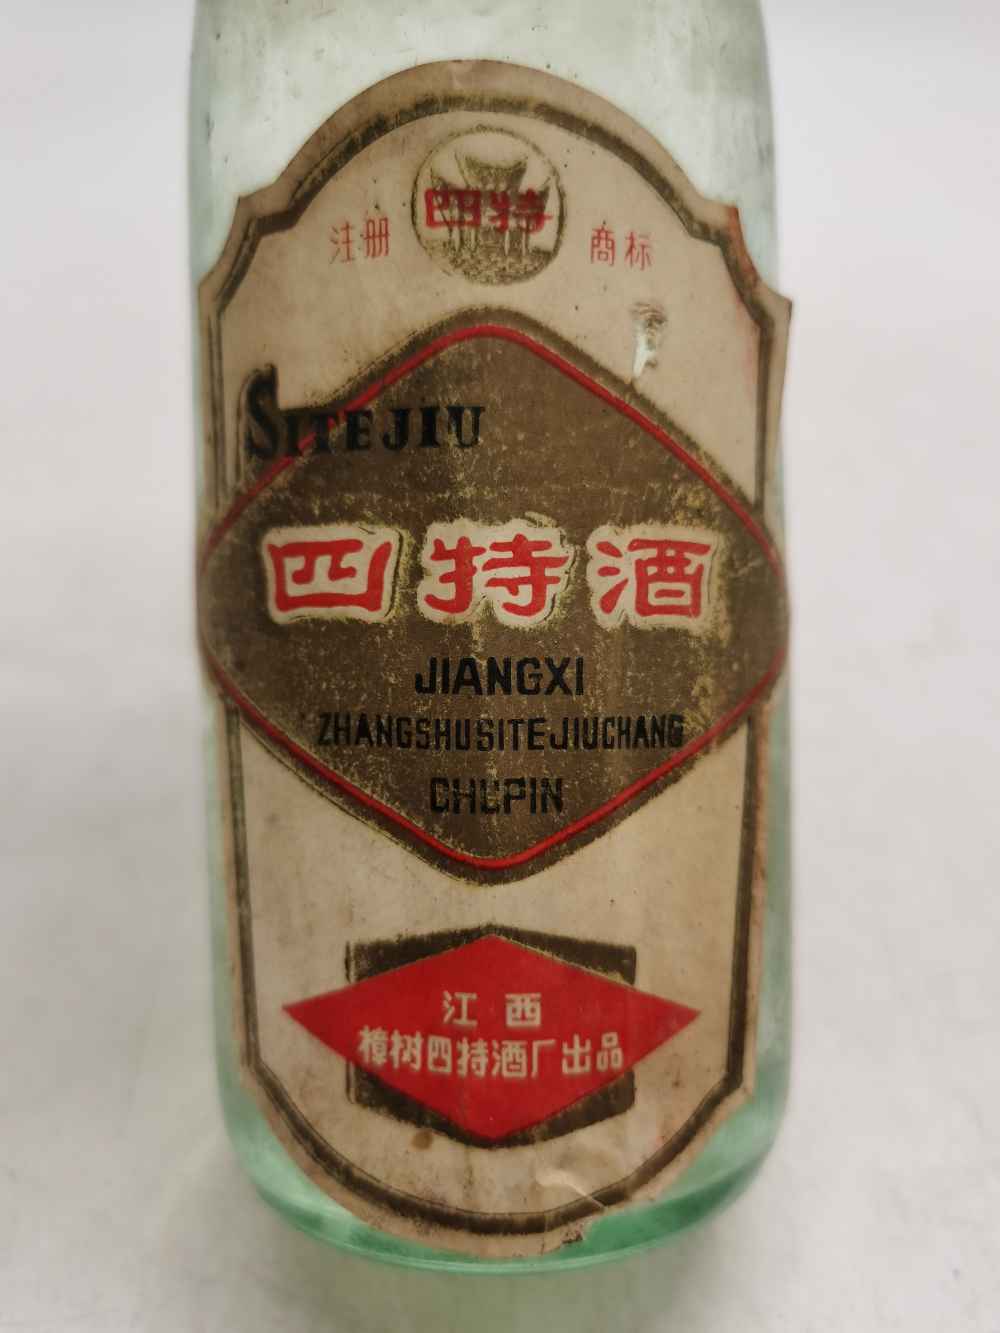 四特
注册 商标
SITEJIU
四特酒
JIANGXI
ZHANGSHUSITEJIUCHANG
CHUPIN
江西
樟树四特酒厂出品